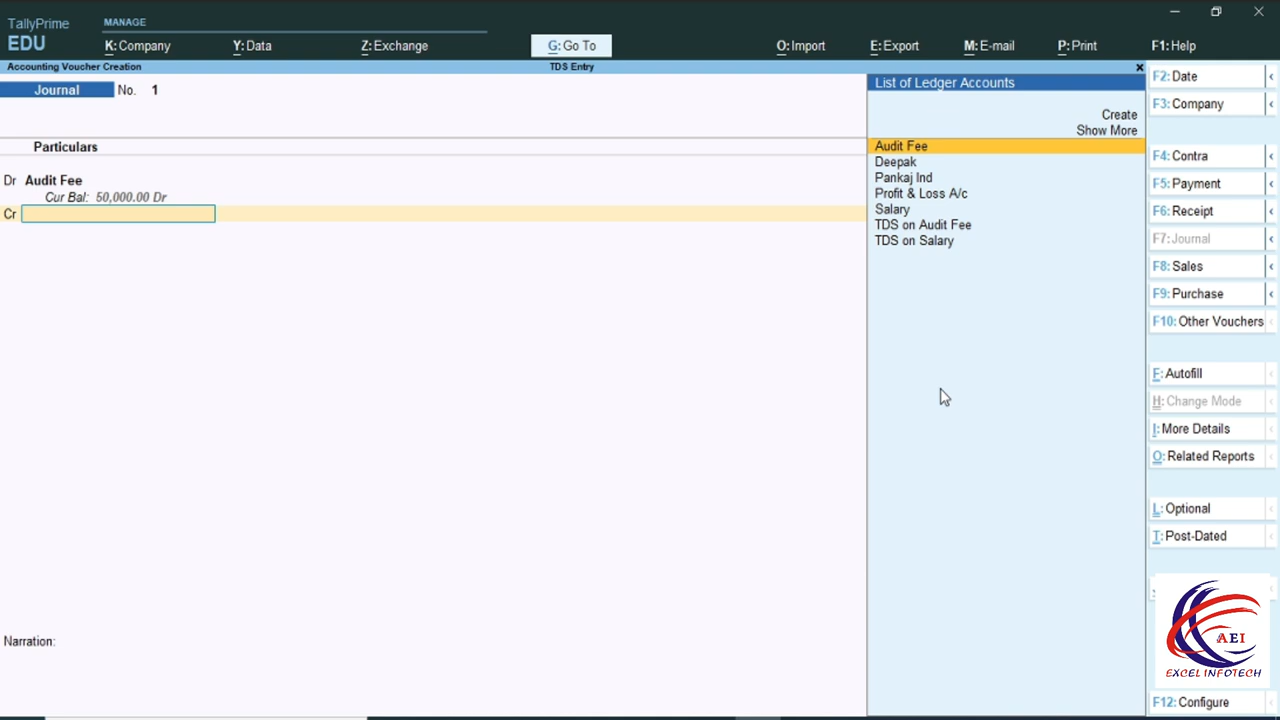 TallyPrime
EDU
MANAGE
K: Company
Y: Data
Z: Exchange
G: Go To
O: Import
E: Export
M: E-mail
P: Print
F1: Help
Accounting Voucher Creation
TDS Entry
Journal No. 1
Particulars
Dr Audit Fee
Cur Bal: 50,000.00 Dr
Cr
Narration:
List of Ledger Accounts
Create
Show More
Audit Fee
Deepak
Pankaj Ind
Profit & Loss A/c
Salary
TDS on Audit Fee
TDS on Salary
F2: Date
F3: Company
F4: Contra
F5: Payment
F6: Receipt
F7: Journal
F8: Sales
F9: Purchase
F10: Other Vouchers
F: Autofill
H: Change Mode
I: More Details
O: Related Reports
L: Optional
T: Post-Dated
AEI
EXCEL INFOTECH
F12: Configure